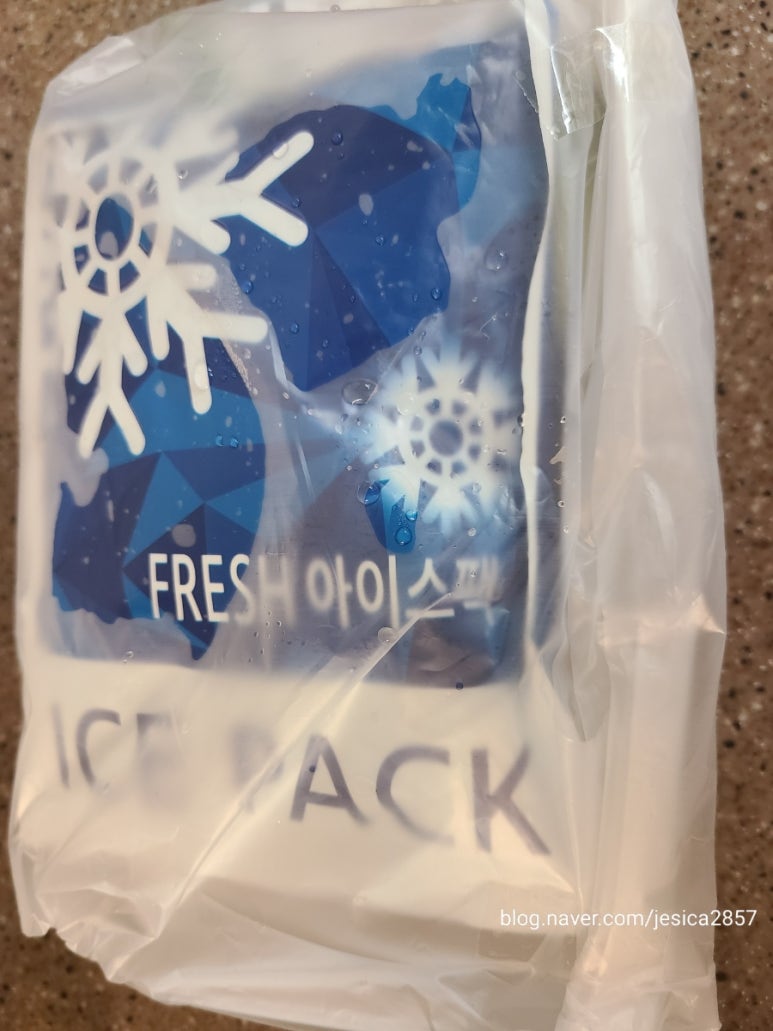 FRESH 아이스팩
ICE PACK
blog.naver.com/jesica2857